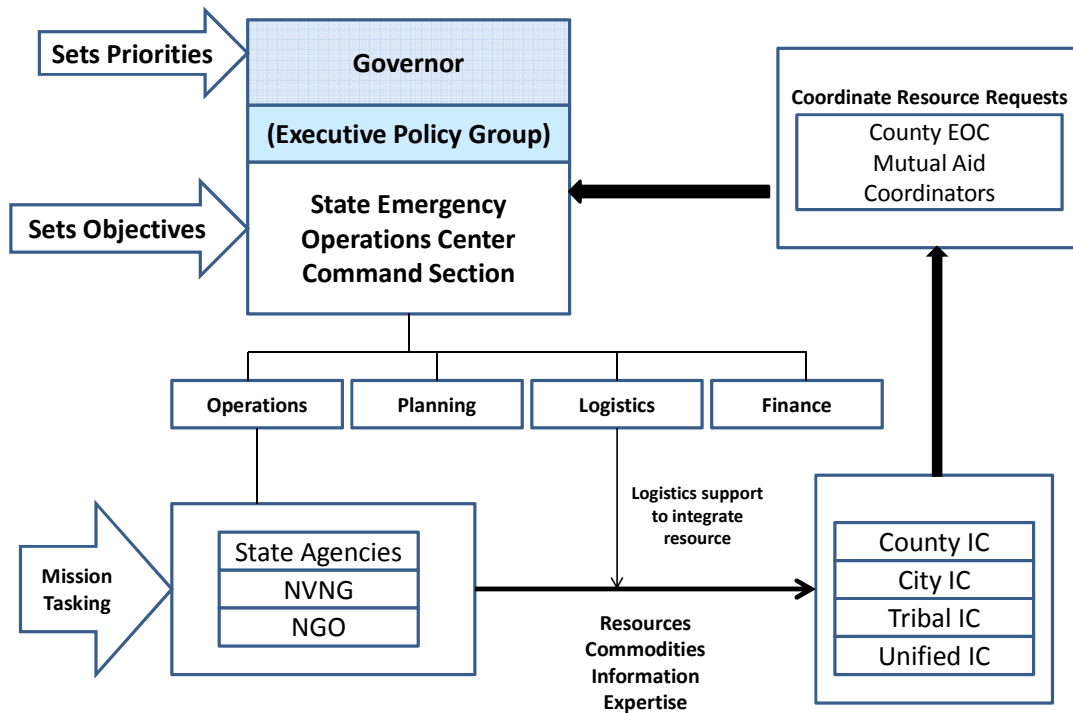 Sets Priorities
Governor
(Executive Policy Group)
Sets Objectives
State Emergency
Operations Center
Command Section
Coordinate Resource Requests
County EOC
Mutual Aid
Coordinators
Operations
Planning
Logistics
Finance
Mission
Tasking
State Agencies
NVNG
NGO
Logistics support
to integrate
resource
Resources
Commodities
Information
Expertise
County IC
City IC
Tribal IC
Unified IC